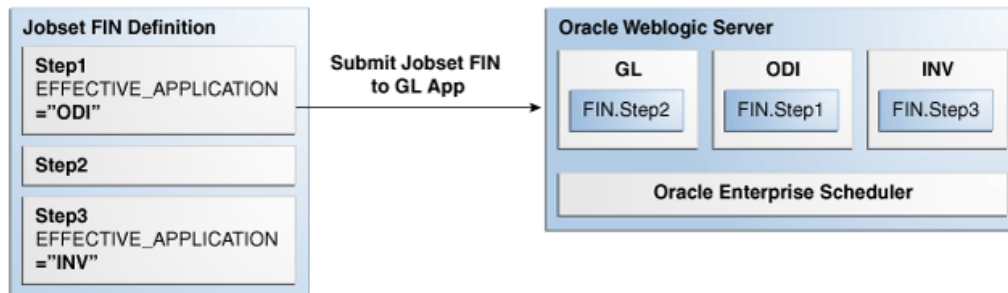 Jobset FIN Definition
Step1
EFFECTIVE_APPLICATION
="ODI"
Step2
Step3
EFFECTIVE_APPLICATION
="INV"
Submit Jobset FIN
to GL App
Oracle Weblogic Server
GL
FIN.Step2
ODI
FIN.Step1
INV
FIN.Step3
Oracle Enterprise Scheduler